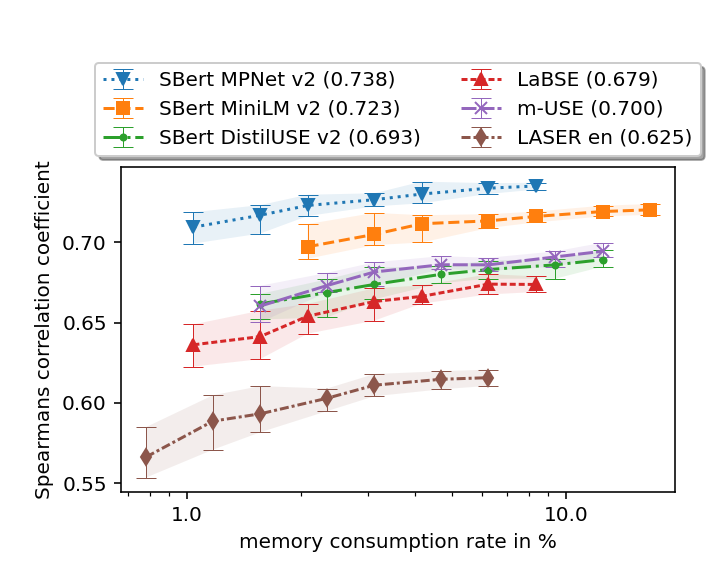 SBert MPNet v2 (0.738)
SBert MiniLM v2 (0.723)
SBert DistilUSE v2 (0.693)
LaBSE (0.679)
m-USE (0.700)
LASER en (0.625)
Spearmans correlation coefficient
0.70
0.65
0.60
0.55
1.0
10.0
memory consumption rate in %